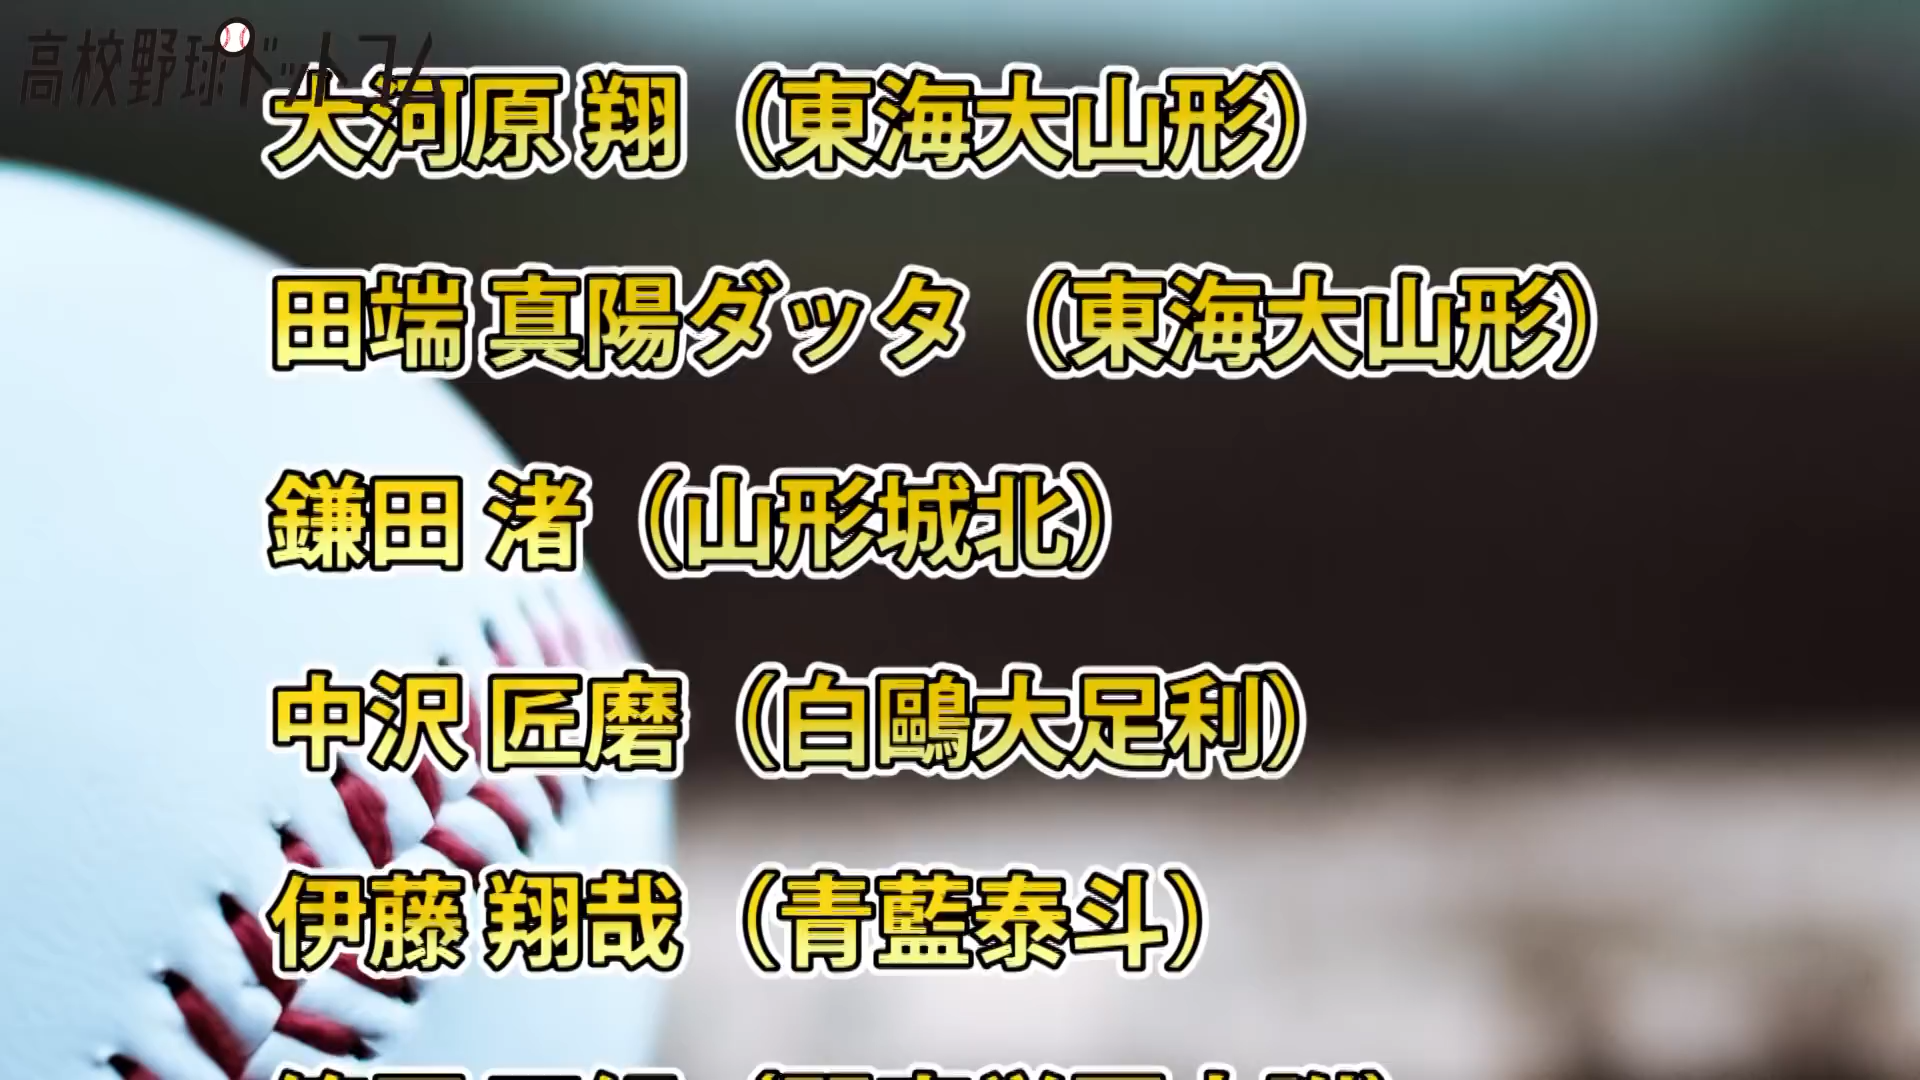 高校野球ドットコム
大河原 翔（東海大山形）
田端 真陽ダッタ（東海大山形）
鎌田 渚（山形城北）
中沢 匠磨（白鷗大足利）
伊藤 翔哉（青藍泰斗）